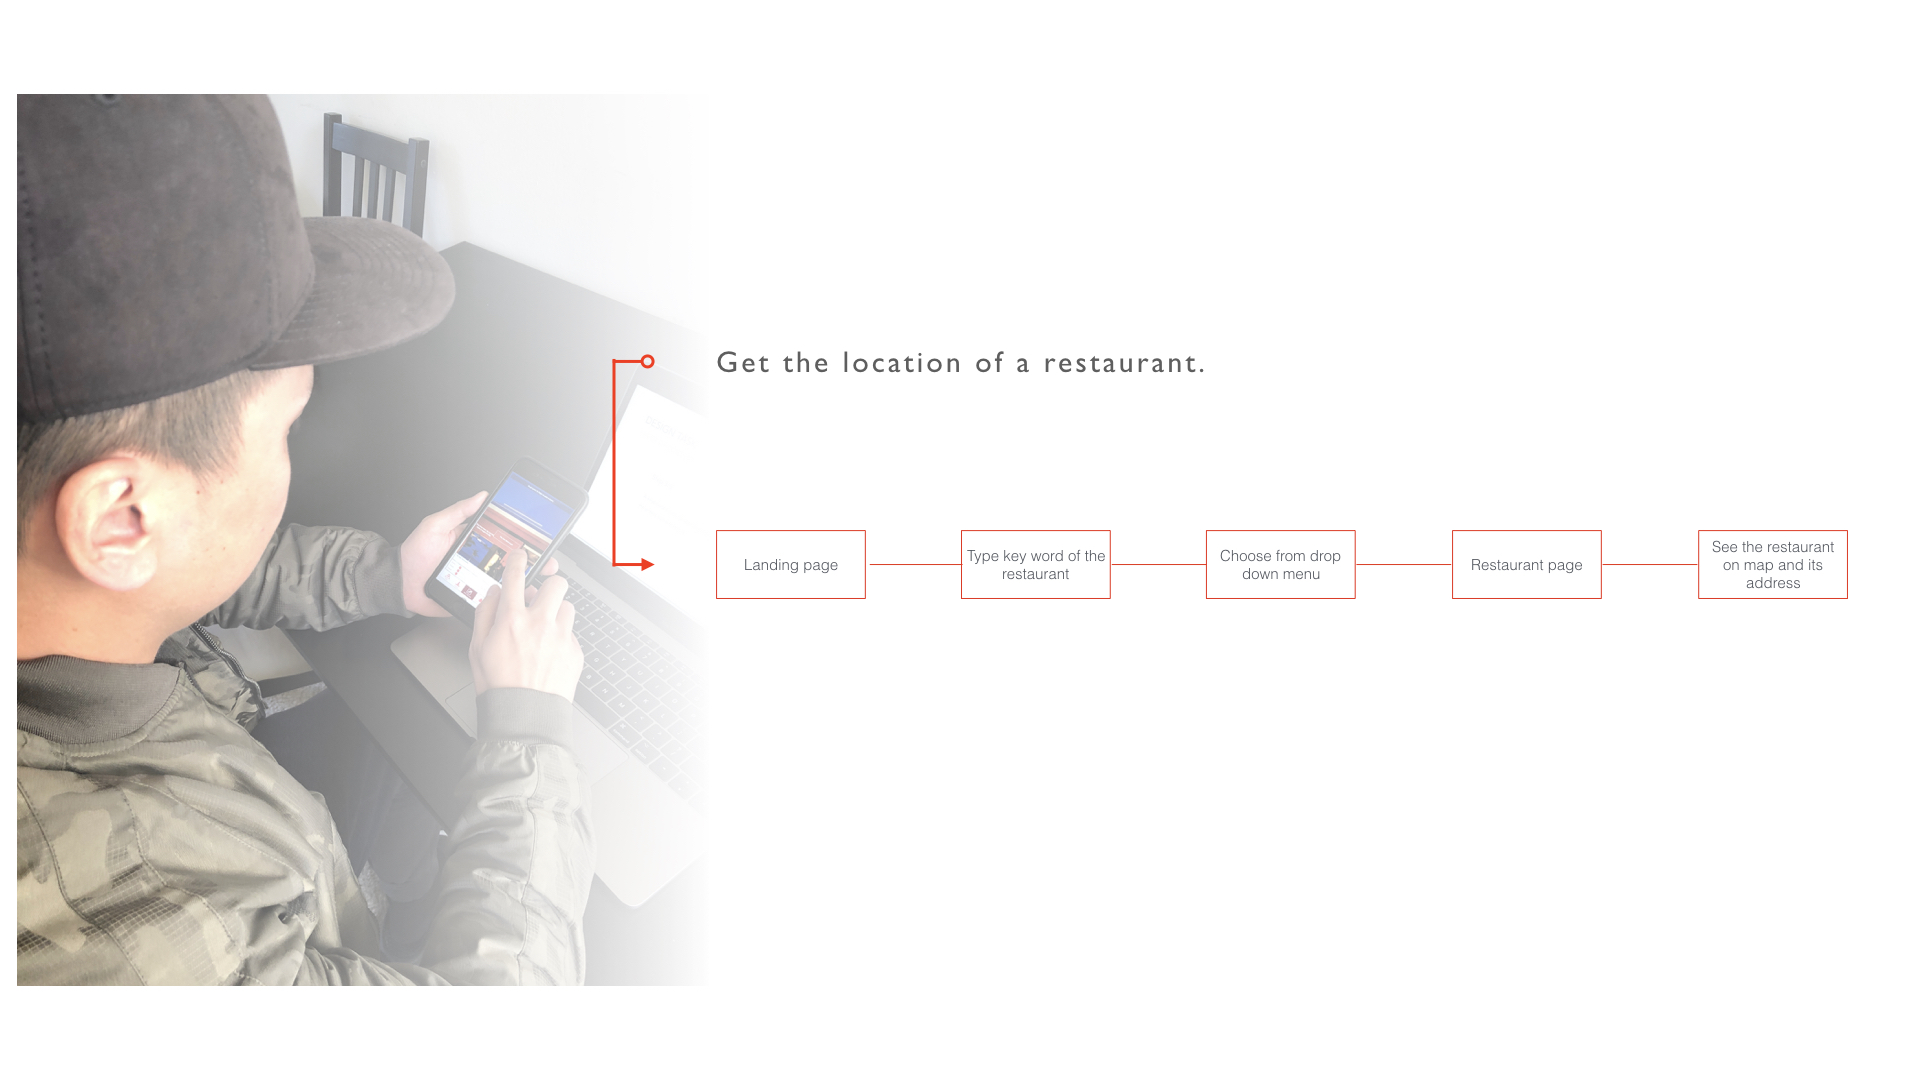 Get the location of a restaurant.
Landing page
Type key word of the
restaurant
Choose from drop
down menu
Restaurant page
See the restaurant
on map and its
address